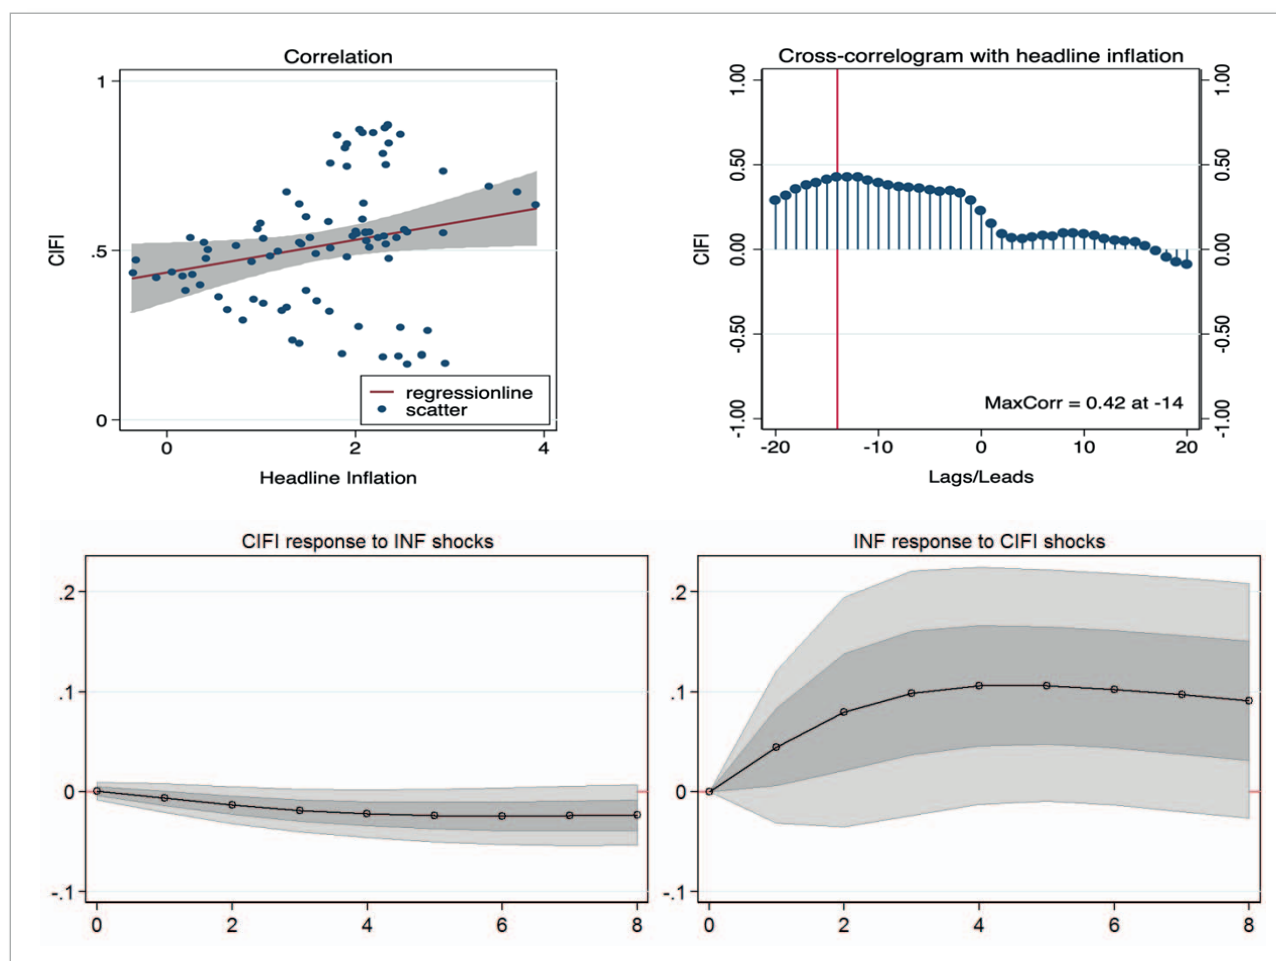 Correlation
1
.5
0
CIFI
0 2 4
Headline Inflation
regressionline
scatter
Cross-correlogram with headline inflation
1.00
0.50
0.00
-0.50
-1.00
CIFI
1.00
0.50
0.00
-0.50
-1.00
MaxCorr = 0.42 at -14
-20 -10 0 10 20
Lags/Leads
CIFI response to INF shocks
.2
.1
0
-.1
0 2 4 6 8
INF response to CIFI shocks
.2
.1
0
-.1
0 2 4 6 8